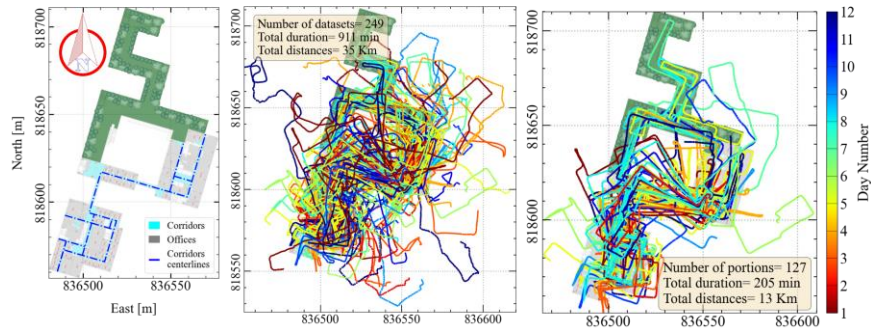 North [m]
818700
818650
818600
836500
836550
East [m]
Corridors
Offices
Corridors
centerlines
Number of datasets= 249
Total duration= 911 min
Total distances= 35 Km
818700
818650
818600
818550
836500
836550
836600
Number of portions= 127
Total duration= 205 min
Total distances= 13 Km
818700
818650
818600
836500
836550
836600
12
11
10
9
8
7
6
5
4
3
2
1
Day Number